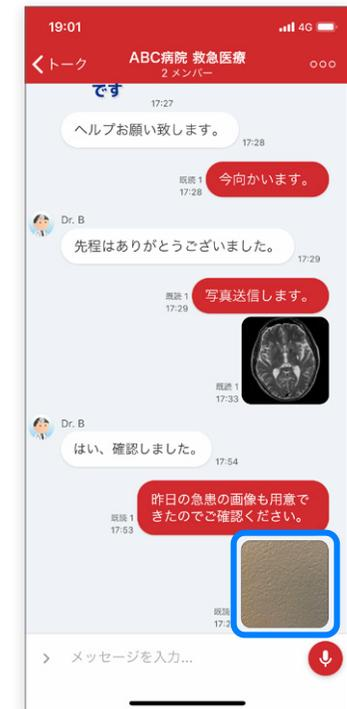 19:01
4G
トーク
ABC病院 救急医療
2 メンバー
です
17:27
ヘルプお願い致します。
17:28
今向かいます。
既読 1
17:28
Dr. B
先程はありがとうございました。
17:29
写真送信します。
既読 1
17:29
既読 1
17:33
Dr. B
はい、確認しました。
17:54
昨日の急患の画像も用意で
きたのでご確認ください。
既読 1
17:53
既読
メッセージを入力...